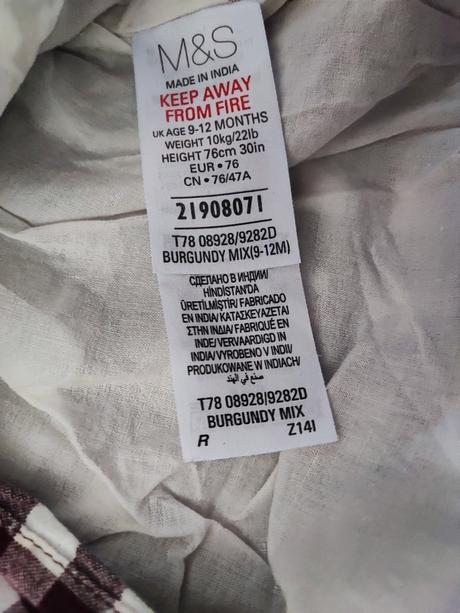 M&S
MADE IN INDIA
KEEP AWAY
FROM FIRE
UK AGE 9-12 MONTHS
WEIGHT 10kg/22lb
HEIGHT 76cm 30in
EUR • 76
CN • 76/47A
21908071
T78 08928/9282D
BURGUNDY MIX(9-12M)
СДЕЛАНО В ИНДИИ/
HİNDİSTAN'DA
ÜRETİLMİŞTİR/ FABRICADO
EN INDIA/ ΚΑΤΑΣΚΕΥΑΖΕΤΑΙ
ΣΤΗΝ ΙΝΔΙΑ/ FABRIQUÉ EN
INDE/ VERVAARDIGD IN
INDIA/ VYROBENO V INDII/
PRODUKOWANE W INDIACH/
صنع في الهند
T78 08928/9282D
BURGUNDY MIX
R Z14I